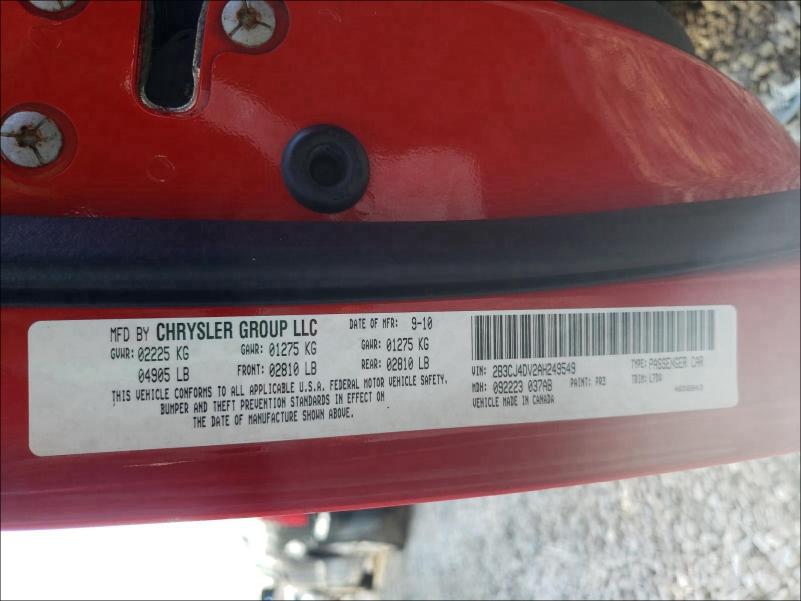 MFD BY CHRYSLER GROUP LLC DATE OF MFR: 9-10
GVWR: 02225 KG GAWR: 01275 KG GAWR: 01275 KG
04905 LB FRONT: 02810 LB REAR: 02810 LB
THIS VEHICLE CONFORMS TO ALL APPLICABLE U.S.A. FEDERAL MOTOR VEHICLE SAFETY,
BUMPER AND THEFT PREVENTION STANDARDS IN EFFECT ON
THE DATE OF MANUFACTURE SHOWN ABOVE.
VIN: 2B3CJ4DV2AH249549 TYPE: PASSENGER CAR
MDH: 092223 037AB PAINT: PR3 TRIM: L7DV
VEHICLE MADE IN CANADA